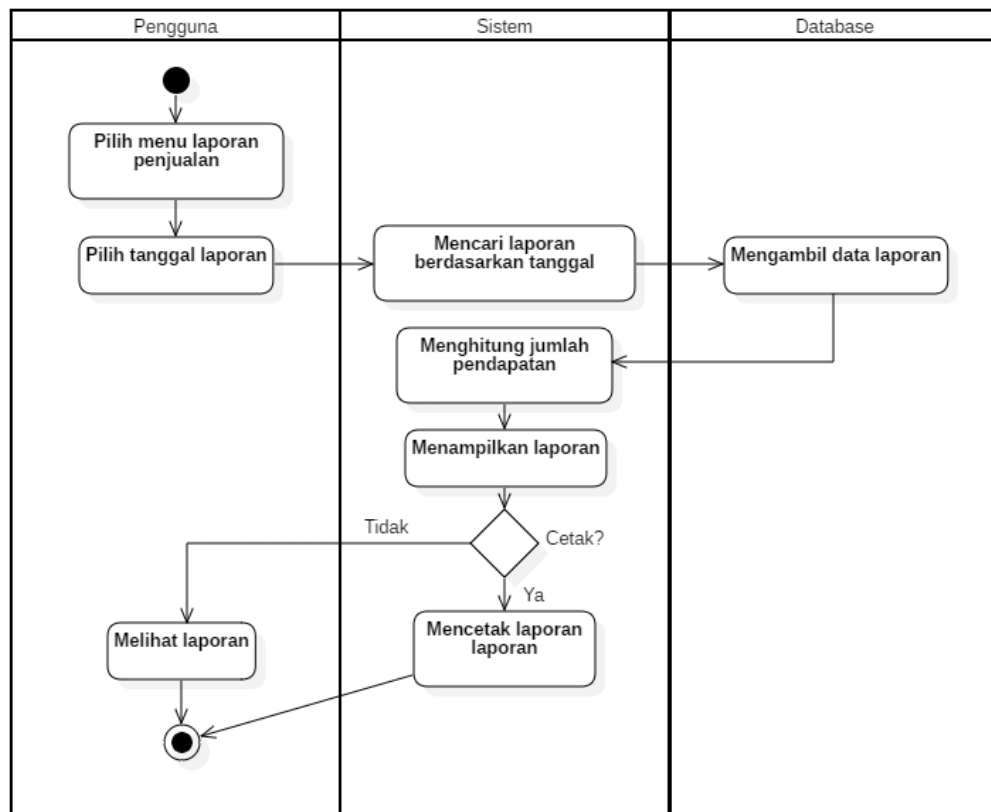 Pengguna
Sistem
Database
Pilih menu laporan
penjualan
Pilih tanggal laporan
Mencari laporan
berdasarkan tanggal
Mengambil data laporan
Menghitung jumlah
pendapatan
Menampilkan laporan
Tidak
Cetak?
Ya
Melihat laporan
Mencetak laporan
laporan